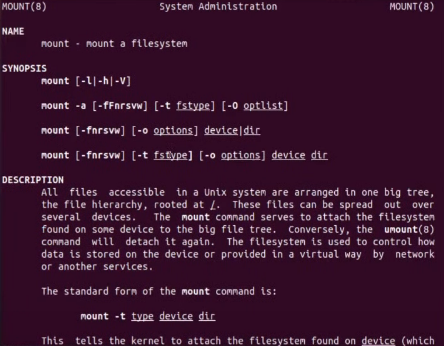 MOUNT(8) System Administration MOUNT(8)
NAME
mount - mount a filesystem
SYNOPSIS
mount [-l|-h|-V]
mount -a [-fFnrsvw] [-t fstype] [-O optlist]
mount [-fnrsvw] [-o options] device|dir
mount [-fnrsvw] [-t fstype] [-o options] device dir
DESCRIPTION
All files accessible in a Unix system are arranged in one big tree,
the file hierarchy, rooted at /. These files can be spread out over
several devices. The mount command serves to attach the filesystem
found on some device to the big file tree. Conversely, the umount(8)
command will detach it again. The filesystem is used to control how
data is stored on the device or provided in a virtual way by network
or another services.
The standard form of the mount command is:
mount -t type device dir
This tells the kernel to attach the filesystem found on device (which